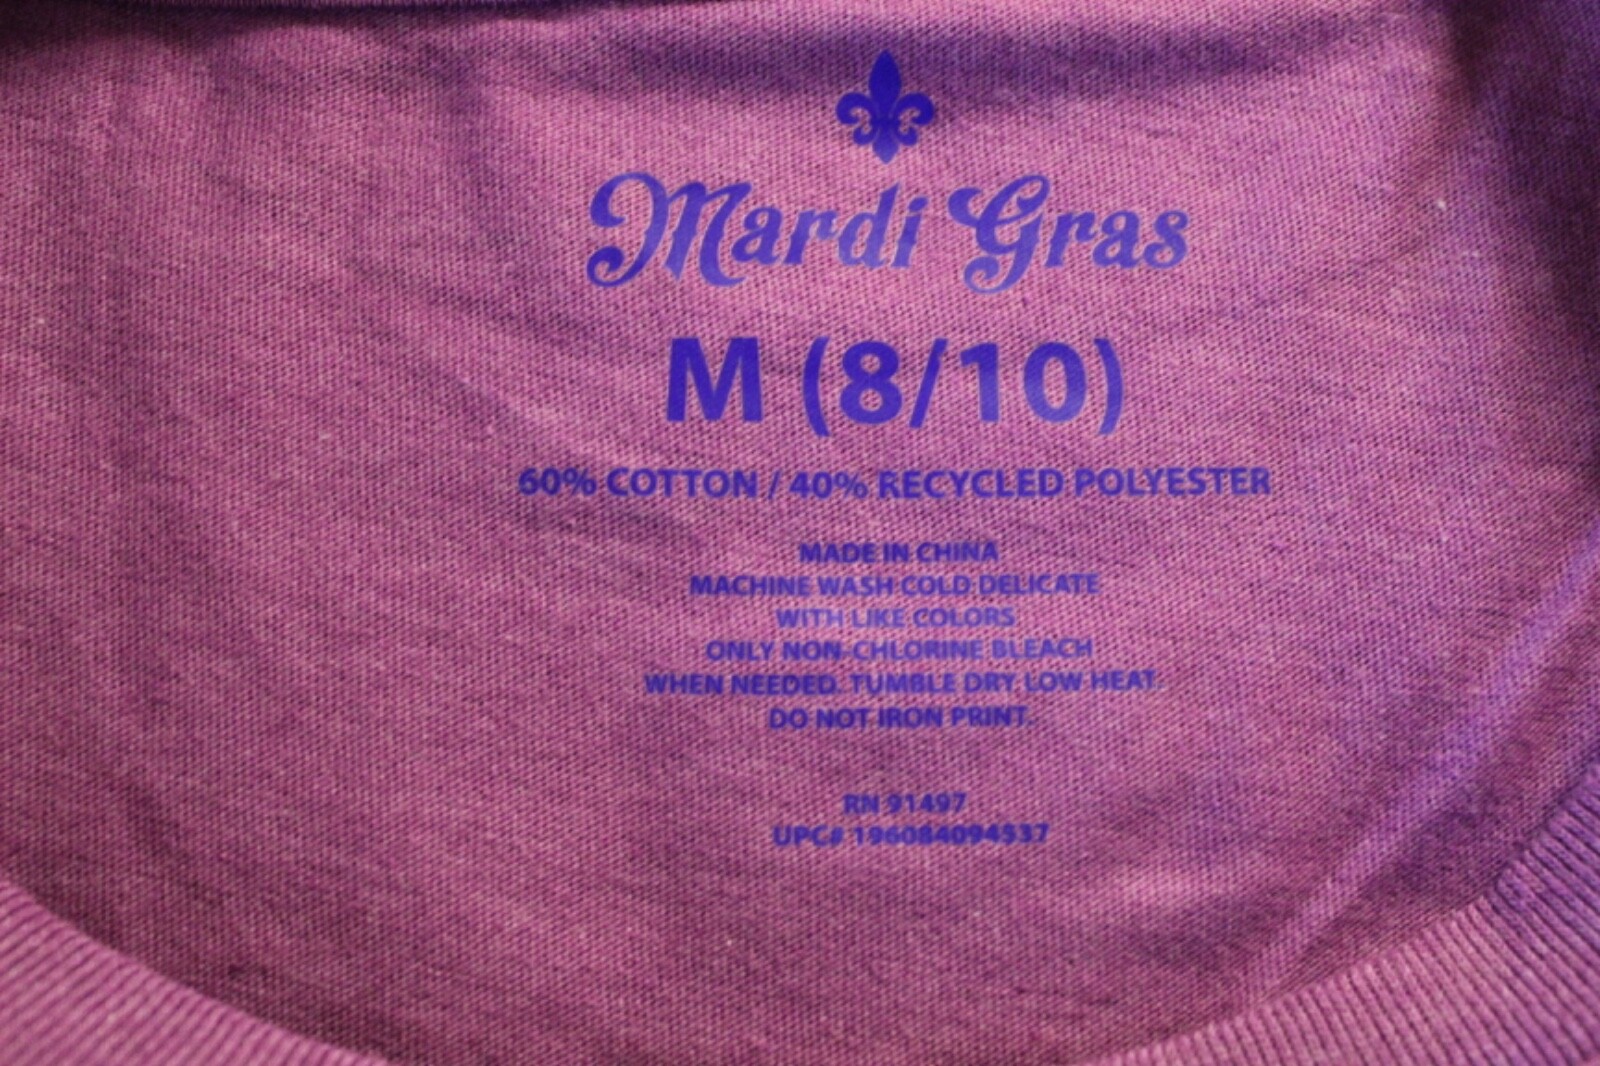 Mardi Gras
M (8/10)
60% COTTON / 40% RECYCLED POLYESTER
MADE IN CHINA
MACHINE WASH COLD DELICATE
WITH LIKE COLORS
ONLY NON-CHLORINE BLEACH
WHEN NEEDED. TUMBLE DRY LOW HEAT.
DO NOT IRON PRINT.
RN 91497
UPC# 196084094537